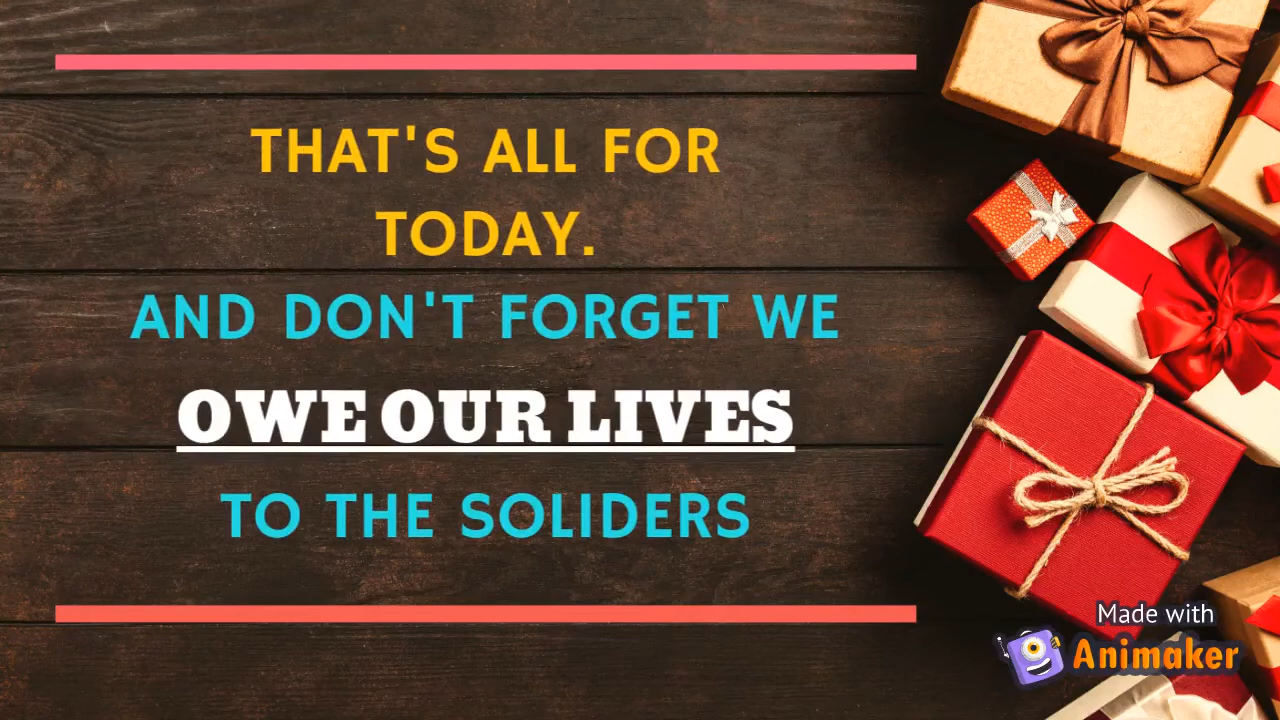 THAT'S ALL FOR
TODAY.
AND DON'T FORGET WE
OWE OUR LIVES
TO THE SOLIDERS
Made with
Animaker